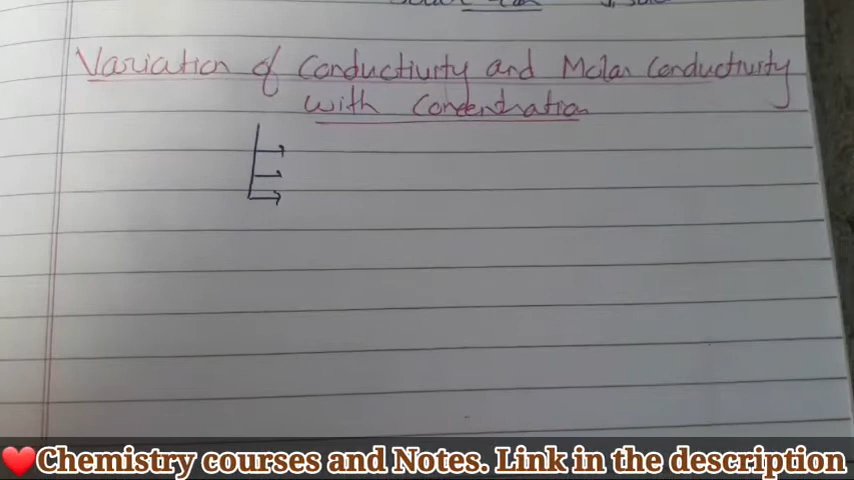 Variation of Conductivity and Molar Conductivity
with Concentration
❤️Chemistry courses and Notes. Link in the description